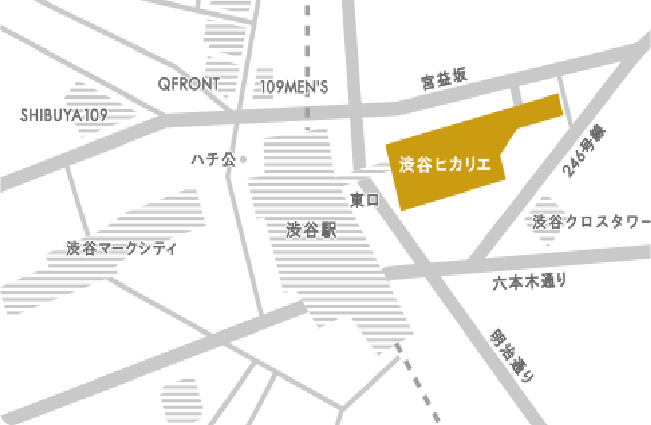 宮益坂
QFRONT
109MEN'S
SHIBUYA109
246号線
ハチ公
渋谷ヒカリエ
東口
渋谷クロスタワー
渋谷駅
渋谷マークシティ
六本木通り
明治通り